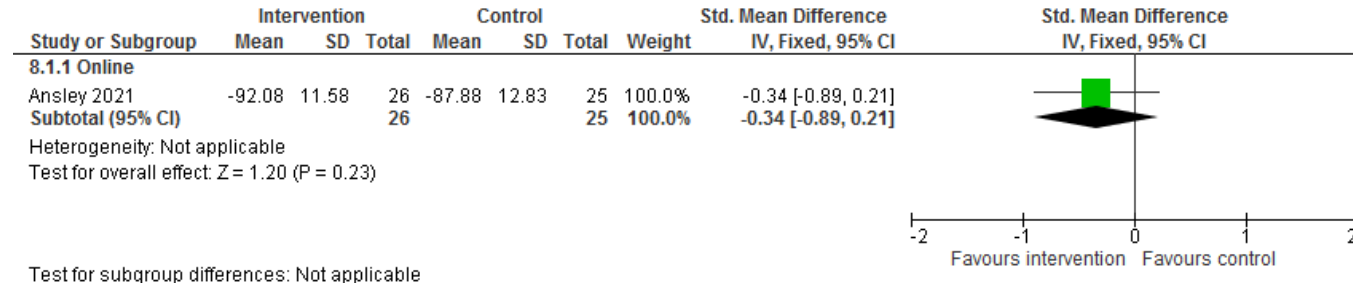 Intervention Control Std. Mean Difference Std. Mean Difference
Study or Subgroup Mean SD Total Mean SD Total Weight IV, Fixed, 95% CI IV, Fixed, 95% CI
8.1.1 Online
Ansley 2021 -92.08 11.58 26 -87.88 12.83 25 100.0% -0.34 [-0.89, 0.21]
Subtotal (95% CI) 26 25 100.0% -0.34 [-0.89, 0.21]
Heterogeneity: Not applicable
Test for overall effect: Z = 1.20 (P = 0.23)
-2 -1 0 1 2
Favours intervention Favours control
Test for subgroup differences: Not applicable